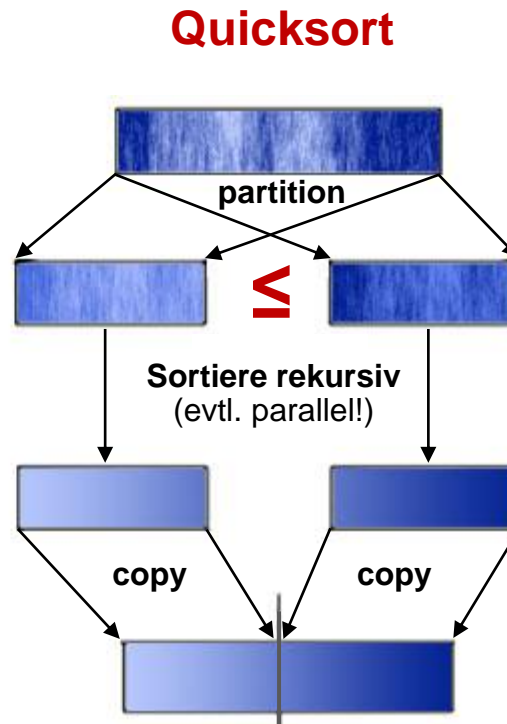 Quicksort
partition
≤
Sortiere rekursiv
(evtl. parallel!)
copy copy